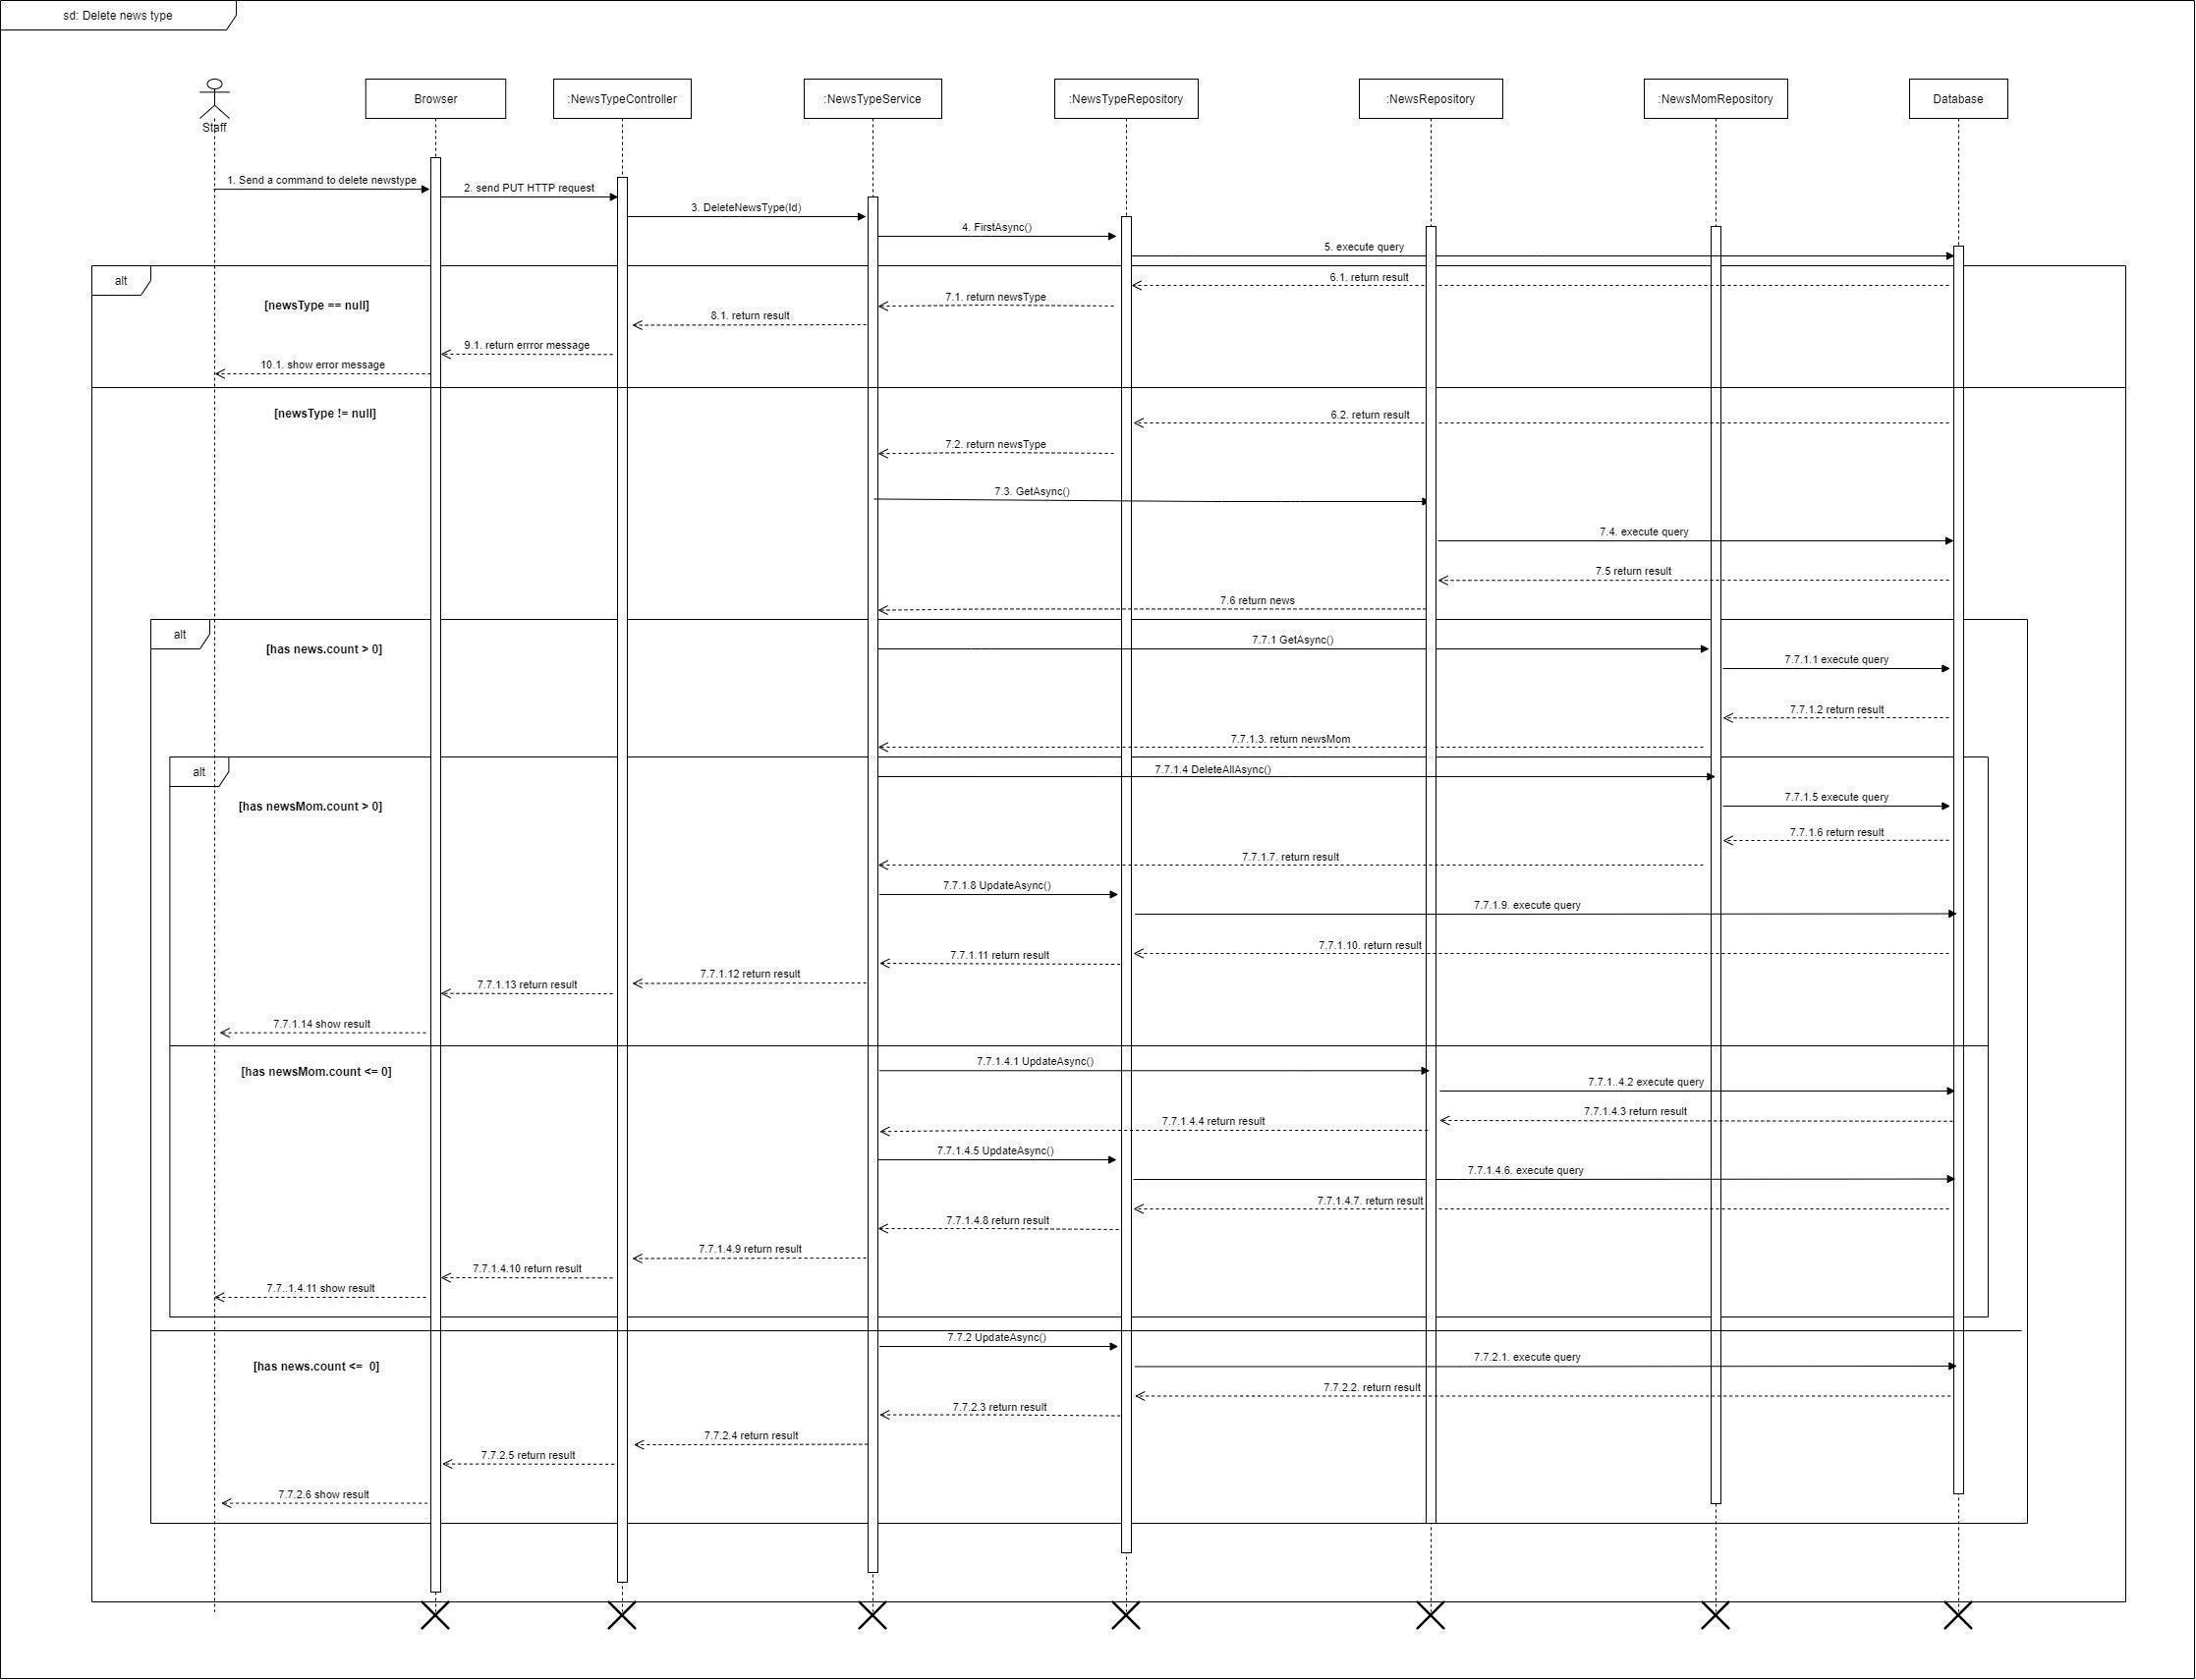 sd: Delete news type
Staff
Browser
:NewsTypeController
:NewsTypeService
:NewsTypeRepository
:NewsRepository
:NewsMomRepository
Database
1. Send a command to delete newstype
2. send PUT HTTP request
3. DeleteNewsType(Id)
4. FirstAsync()
5. execute query
alt
[newsType == null]
6.1. return result
7.1. return newsType
8.1. return result
9.1. return errror message
10.1. show error message
[newsType != null]
6.2. return result
7.2. return newsType
7.3. GetAsync()
7.4. execute query
7.5 return result
7.6 return news
alt
[has news.count > 0]
7.7.1 GetAsync()
7.7.1.1 execute query
7.7.1.2 return result
7.7.1.3. return newsMom
alt
7.7.1.4 DeleteAllAsync()
[has newsMom.count > 0]
7.7.1.5 execute query
7.7.1.6 return result
7.7.1.7. return result
7.7.1.8 UpdateAsync()
7.7.1.9. execute query
7.7.1.10. return result
7.7.1.11 return result
7.7.1.12 return result
7.7.1.13 return result
7.7.1.14 show result
[has newsMom.count <= 0]
7.7.1.4.1 UpdateAsync()
7.7.1..4.2 execute query
7.7.1.4.3 return result
7.7.1.4.4 return result
7.7.1.4.5 UpdateAsync()
7.7.1.4.6. execute query
7.7.1.4.7. return result
7.7.1.4.8 return result
7.7.1.4.9 return result
7.7.1.4.10 return result
7.7..1.4.11 show result
7.7.2 UpdateAsync()
[has news.count <=  0]
7.7.2.1. execute query
7.7.2.2. return result
7.7.2.3 return result
7.7.2.4 return result
7.7.2.5 return result
7.7.2.6 show result